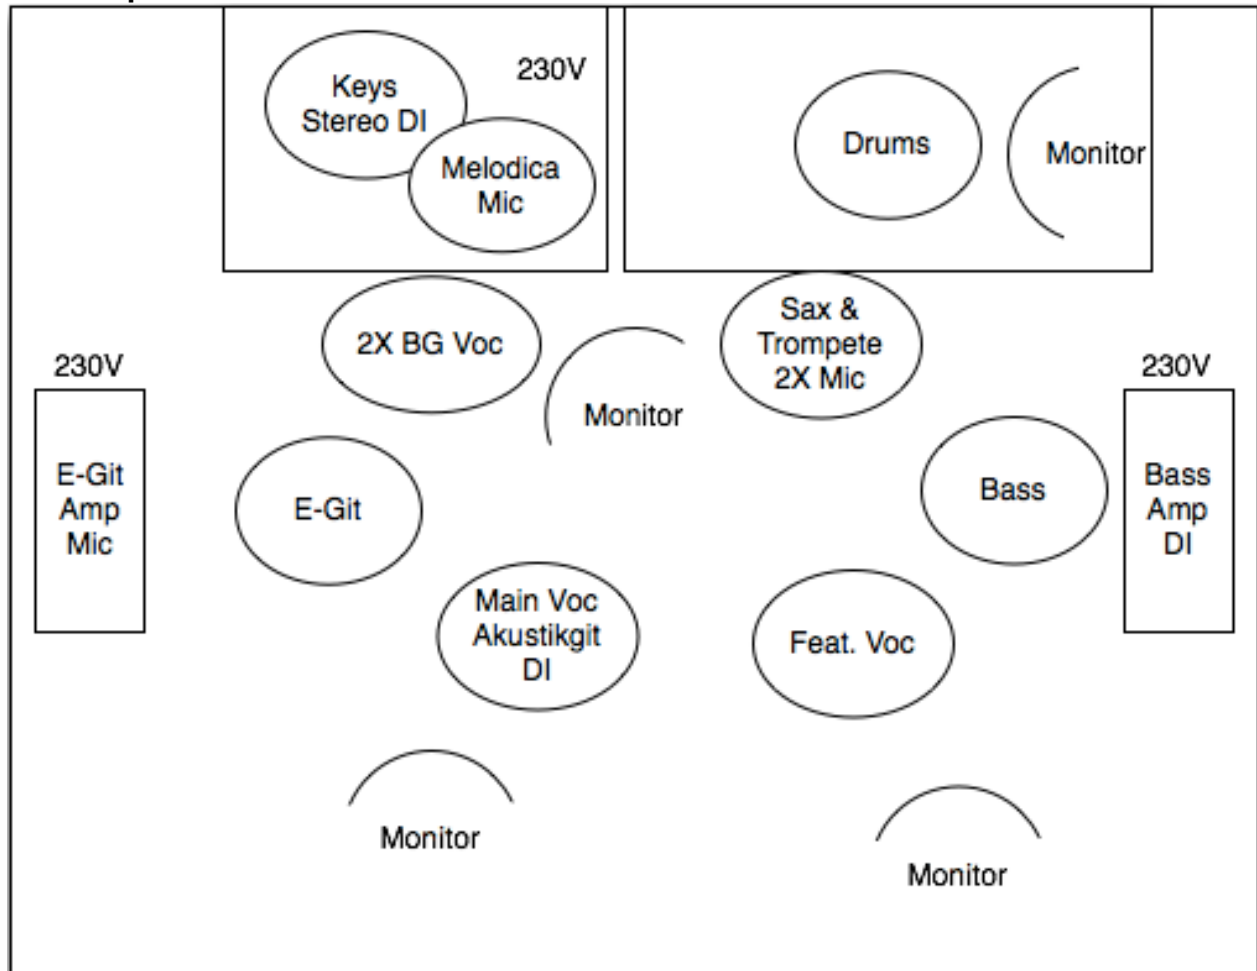 Keys
Stereo DI
230V
Melodica
Mic
Drums
Monitor
2X BG Voc
Sax &
Trompete
2X Mic
Monitor
230V
E-Git
Amp
Mic
E-Git
Bass
230V
Bass
Amp
DI
Main Voc
Akustikgit
DI
Feat. Voc
Monitor
Monitor